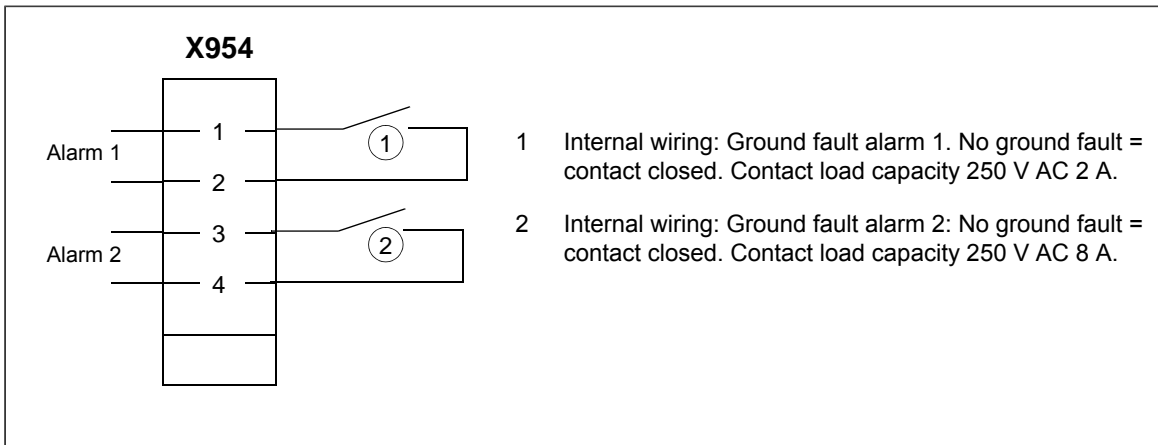 X954
Alarm 1
1
2
1
Alarm 2
3
4
2
1 Internal wiring: Ground fault alarm 1. No ground fault =
contact closed. Contact load capacity 250 V AC 2 A.
2 Internal wiring: Ground fault alarm 2: No ground fault =
contact closed. Contact load capacity 250 V AC 8 A.